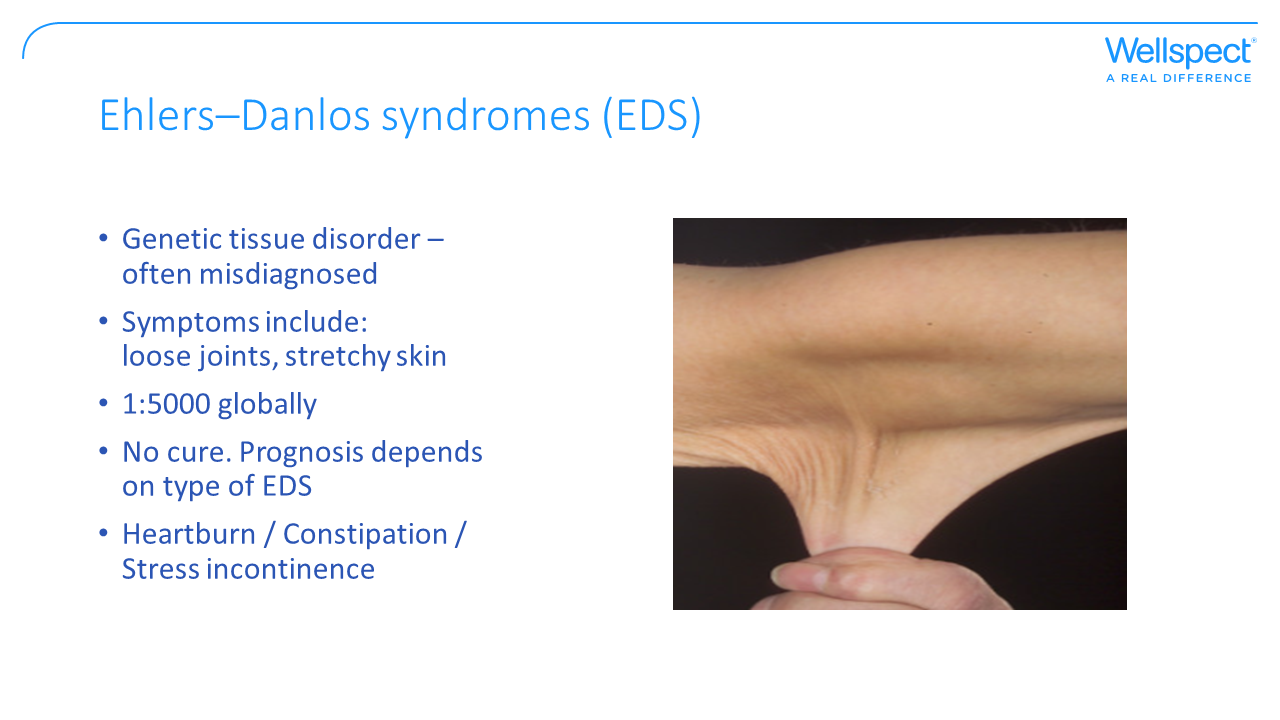 Wellspect®
A REAL DIFFERENCE
Ehlers–Danlos syndromes (EDS)
• Genetic tissue disorder –
often misdiagnosed
• Symptoms include:
loose joints, stretchy skin
• 1:5000 globally
• No cure. Prognosis depends
on type of EDS
• Heartburn / Constipation /
Stress incontinence